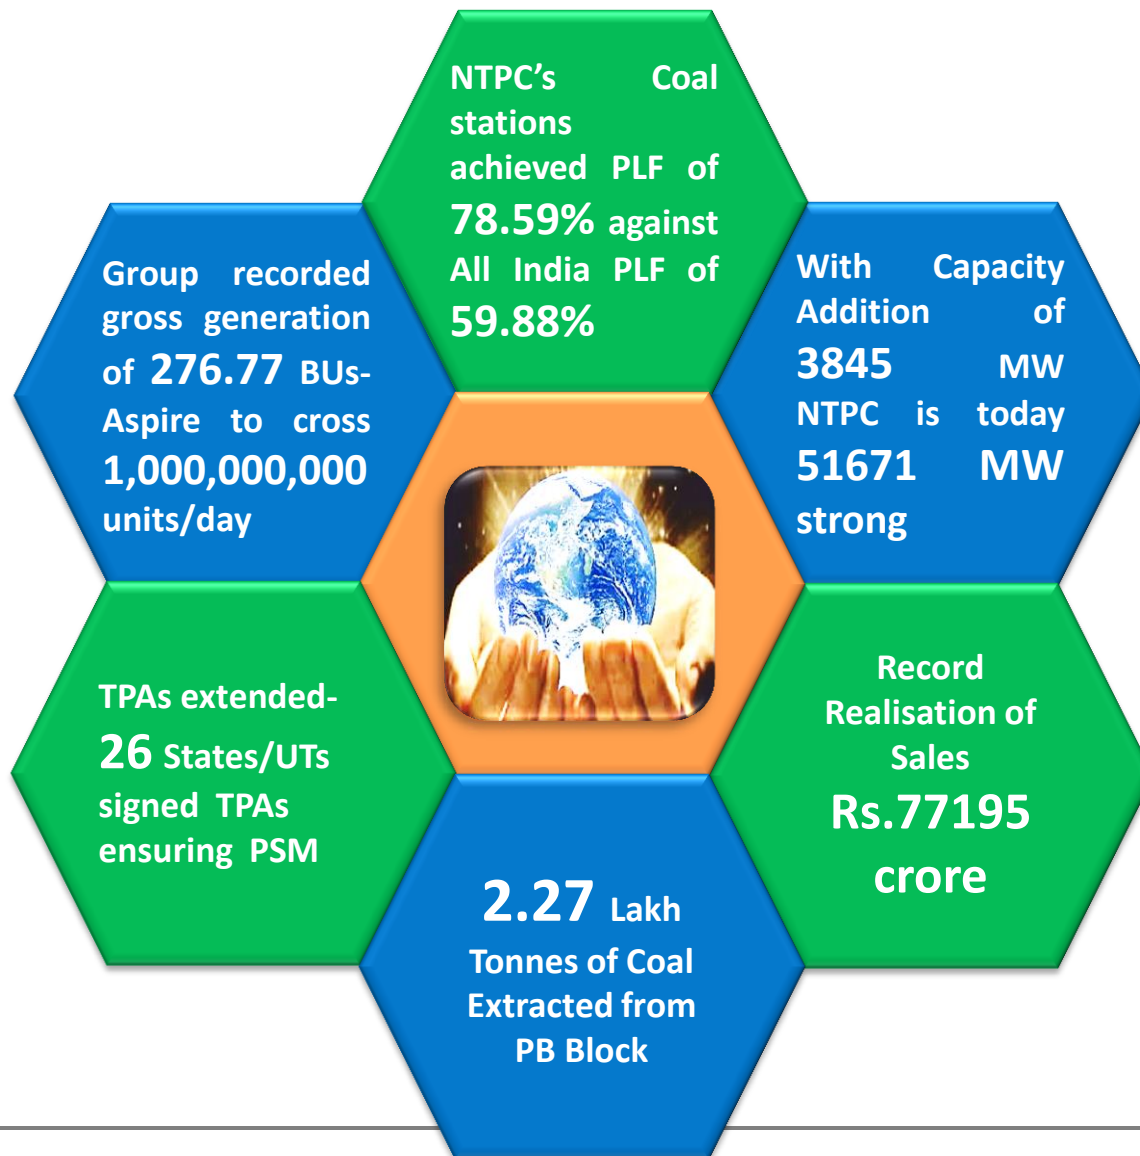 NTPC’s Coal
stations
achieved PLF of
78.59% against
All India PLF of
59.88%
Group recorded
gross generation
of 276.77 BUs-
Aspire to cross
1,000,000,000
units/day
With Capacity
Addition of
3845 MW
NTPC is today
51671 MW
strong
TPAs extended-
26 States/UTs
signed TPAs
ensuring PSM
Record
Realisation of
Sales
Rs.77195
crore
2.27 Lakh
Tonnes of Coal
Extracted from
PB Block